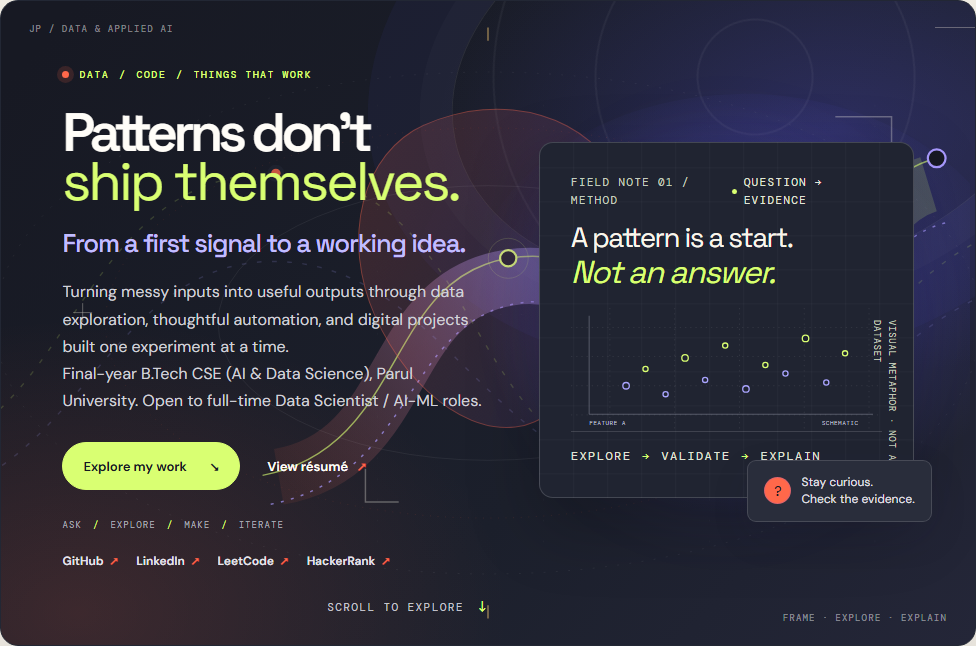 JP / DATA & APPLIED AI
DATA / CODE / THINGS THAT WORK
Patterns don't
ship themselves.
From a first signal to a working idea.
Turning messy inputs into useful outputs through data
exploration, thoughtful automation, and digital projects
built one experiment at a time.
Final-year B.Tech CSE (AI & Data Science), Parul
University. Open to full-time Data Scientist / AI-ML roles.
Explore my work ↘
View résumé ↗
ASK / EXPLORE / MAKE / ITERATE
GitHub ↗ LinkedIn ↗ LeetCode ↗ HackerRank ↗
SCROLL TO EXPLORE ↓
FIELD NOTE 01 /
METHOD
QUESTION →
EVIDENCE
A pattern is a start.
Not an answer.
VISUAL METAPHOR · NOT A
DATASET
FEATURE A
SCHEMATIC
EXPLORE → VALIDATE → EXPLAIN
?
Stay curious.
Check the evidence.
FRAME · EXPLORE · EXPLAIN